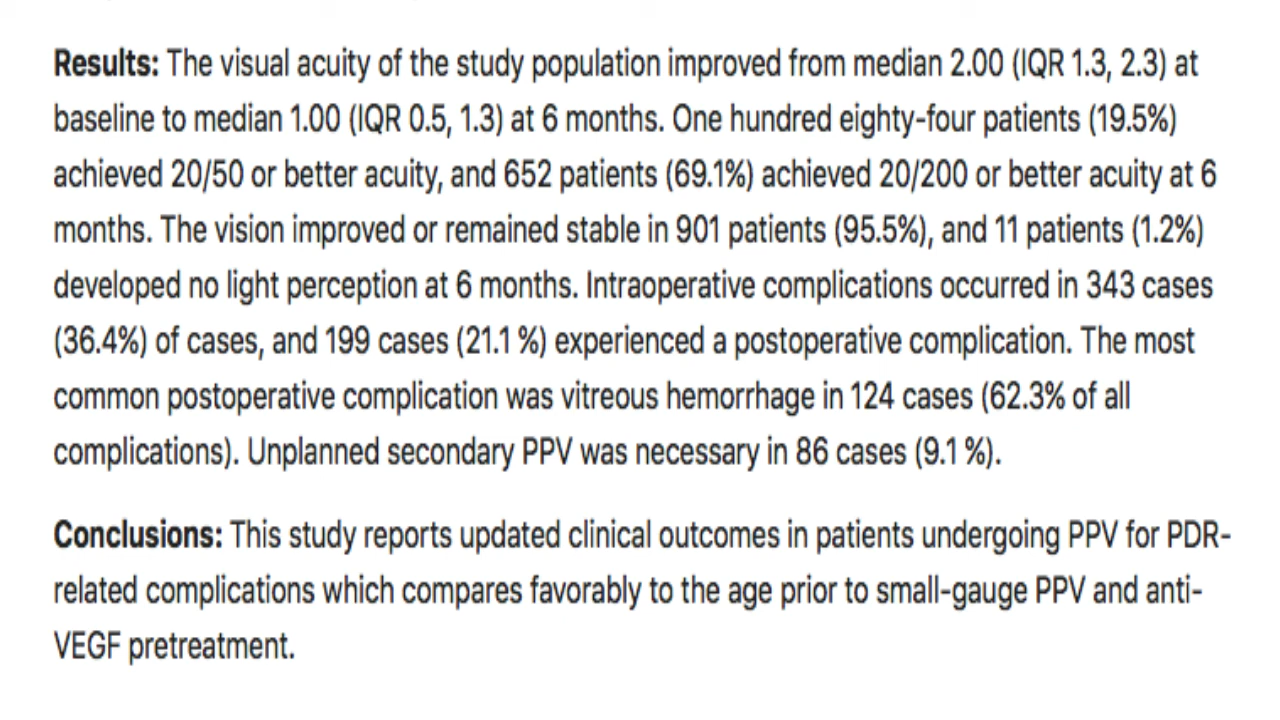 Results: The visual acuity of the study population improved from median 2.00 (IQR 1.3, 2.3) at
baseline to median 1.00 (IQR 0.5, 1.3) at 6 months. One hundred eighty-four patients (19.5%)
achieved 20/50 or better acuity, and 652 patients (69.1%) achieved 20/200 or better acuity at 6
months. The vision improved or remained stable in 901 patients (95.5%), and 11 patients (1.2%)
developed no light perception at 6 months. Intraoperative complications occurred in 343 cases
(36.4%) of cases, and 199 cases (21.1 %) experienced a postoperative complication. The most
common postoperative complication was vitreous hemorrhage in 124 cases (62.3% of all
complications). Unplanned secondary PPV was necessary in 86 cases (9.1 %).
Conclusions: This study reports updated clinical outcomes in patients undergoing PPV for PDR-
related complications which compares favorably to the age prior to small-gauge PPV and anti-
VEGF pretreatment.